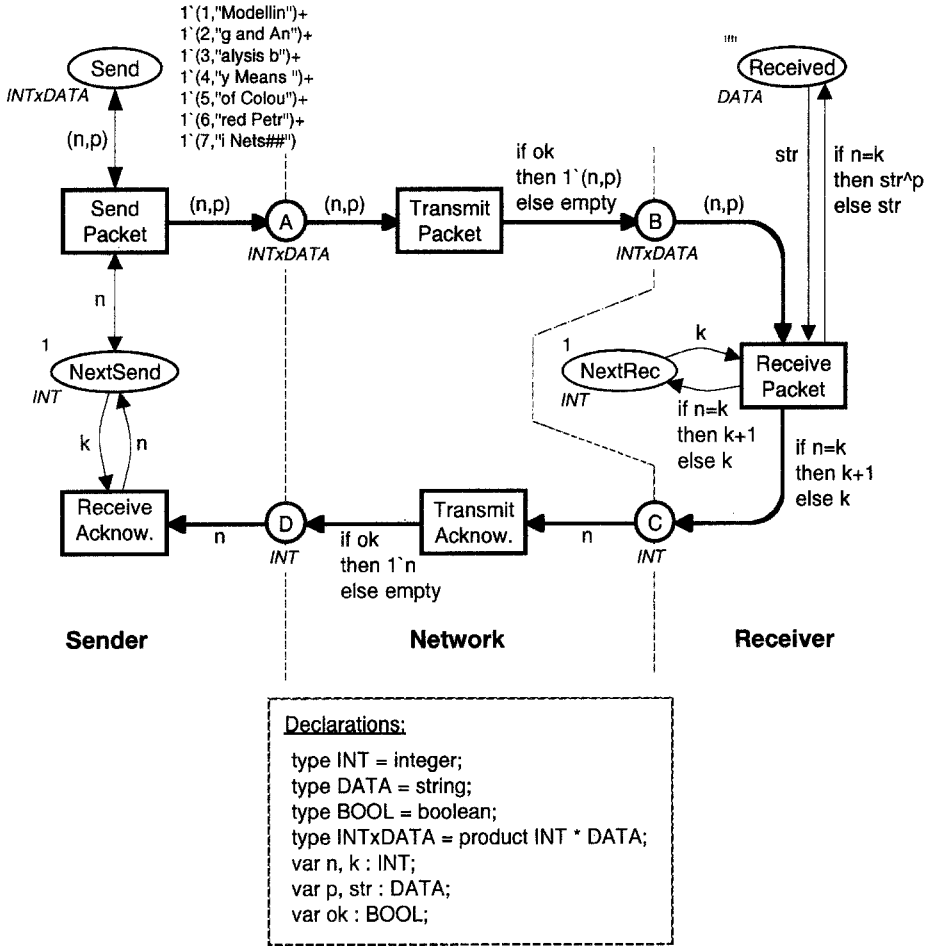 1`(1,"Modellin")+
1`(2,"g and An")+
1`(3,"alysis b")+
1`(4,"y Means ")+
1`(5,"of Colou")+
1`(6,"red Petr")+
1`(7,"i Nets##")
Send
INTxDATA
(n,p)
Send
Packet
(n,p)
A
INTxDATA
(n,p)
Transmit
Packet
if ok
then 1`(n,p)
else empty
B
INTxDATA
(n,p)
""
Received
DATA
str
if n=k
then str^p
else str
n
1
NextSend
INT
k
n
1
NextRec
INT
k
if n=k
then k+1
else k
Receive
Packet
if n=k
then k+1
else k
Receive
Acknow.
n
D
INT
if ok
then 1`n
else empty
Transmit
Acknow.
n
C
INT
Sender
Network
Receiver
Declarations:
type INT = integer;
type DATA = string;
type BOOL = boolean;
type INTxDATA = product INT * DATA;
var n, k : INT;
var p, str : DATA;
var ok : BOOL;